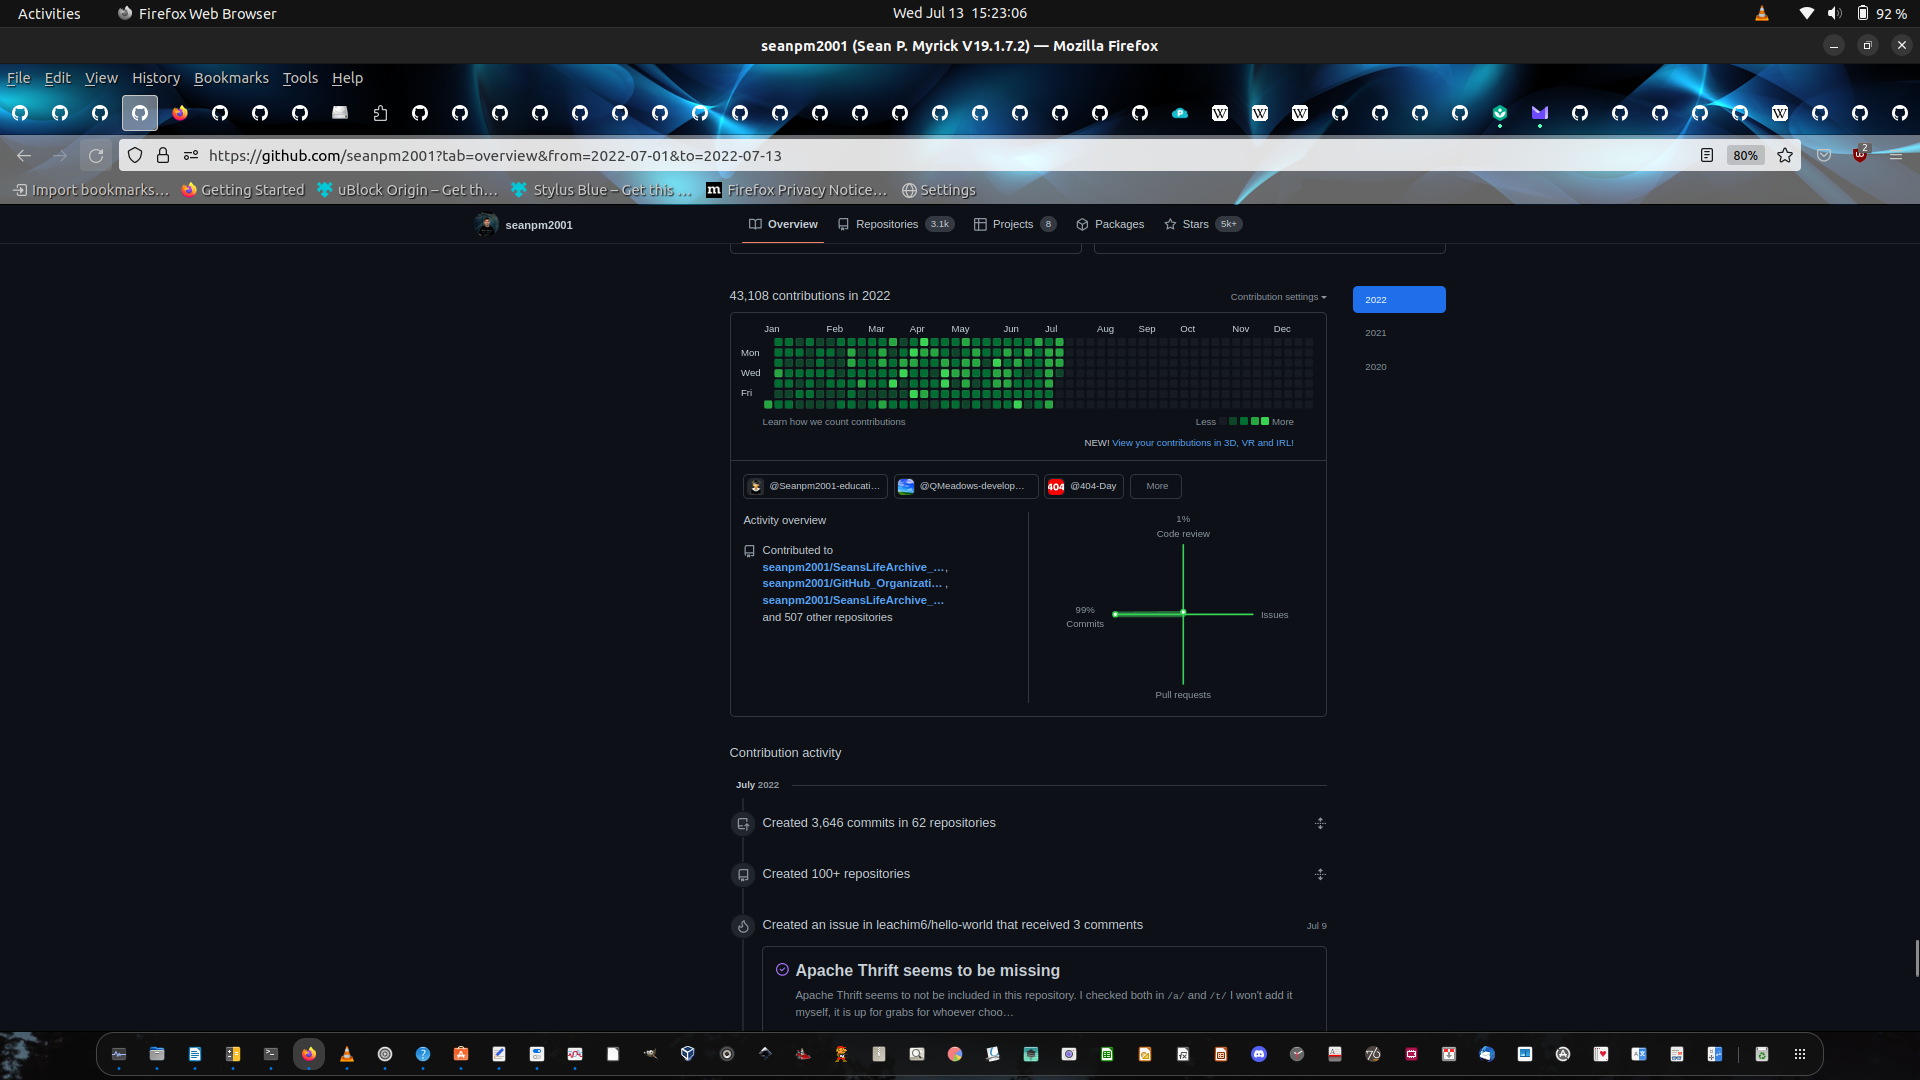 Activities
Firefox Web Browser
Wed Jul 13 15:23:06
92 %
seanpm2001 (Sean P. Myrick V19.1.7.2) — Mozilla Firefox
File Edit View History Bookmarks Tools Help
https://github.com/seanpm2001?tab=overview&from=2022-07-01&to=2022-07-13
80%
2
Import bookmarks…
Getting Started
uBlock Origin – Get th…
Stylus Blue – Get this …
Firefox Privacy Notice…
Settings
seanpm2001
Overview
Repositories 3.1k
Projects 8
Packages
Stars 5k+
43,108 contributions in 2022
Contribution settings
2022
2021
2020
Jan Feb Mar Apr May Jun Jul Aug Sep Oct Nov Dec
Mon
Wed
Fri
Learn how we count contributions
Less More
NEW! View your contributions in 3D, VR and IRL!
@Seanpm2001-educati…
@QMeadows-develop…
404
@404-Day
More
Activity overview
Contributed to
seanpm2001/SeansLifeArchive_…,
seanpm2001/GitHub_Organizati… ,
seanpm2001/SeansLifeArchive_…
and 507 other repositories
1%
Code review
99%
Commits
Issues
Pull requests
Contribution activity
July 2022
Created 3,646 commits in 62 repositories
Created 100+ repositories
Created an issue in leachim6/hello-world that received 3 comments
Jul 9
Apache Thrift seems to be missing
Apache Thrift seems to not be included in this repository. I checked both in /a/ and /t/ I won't add it
myself, it is up for grabs for whoever choo…